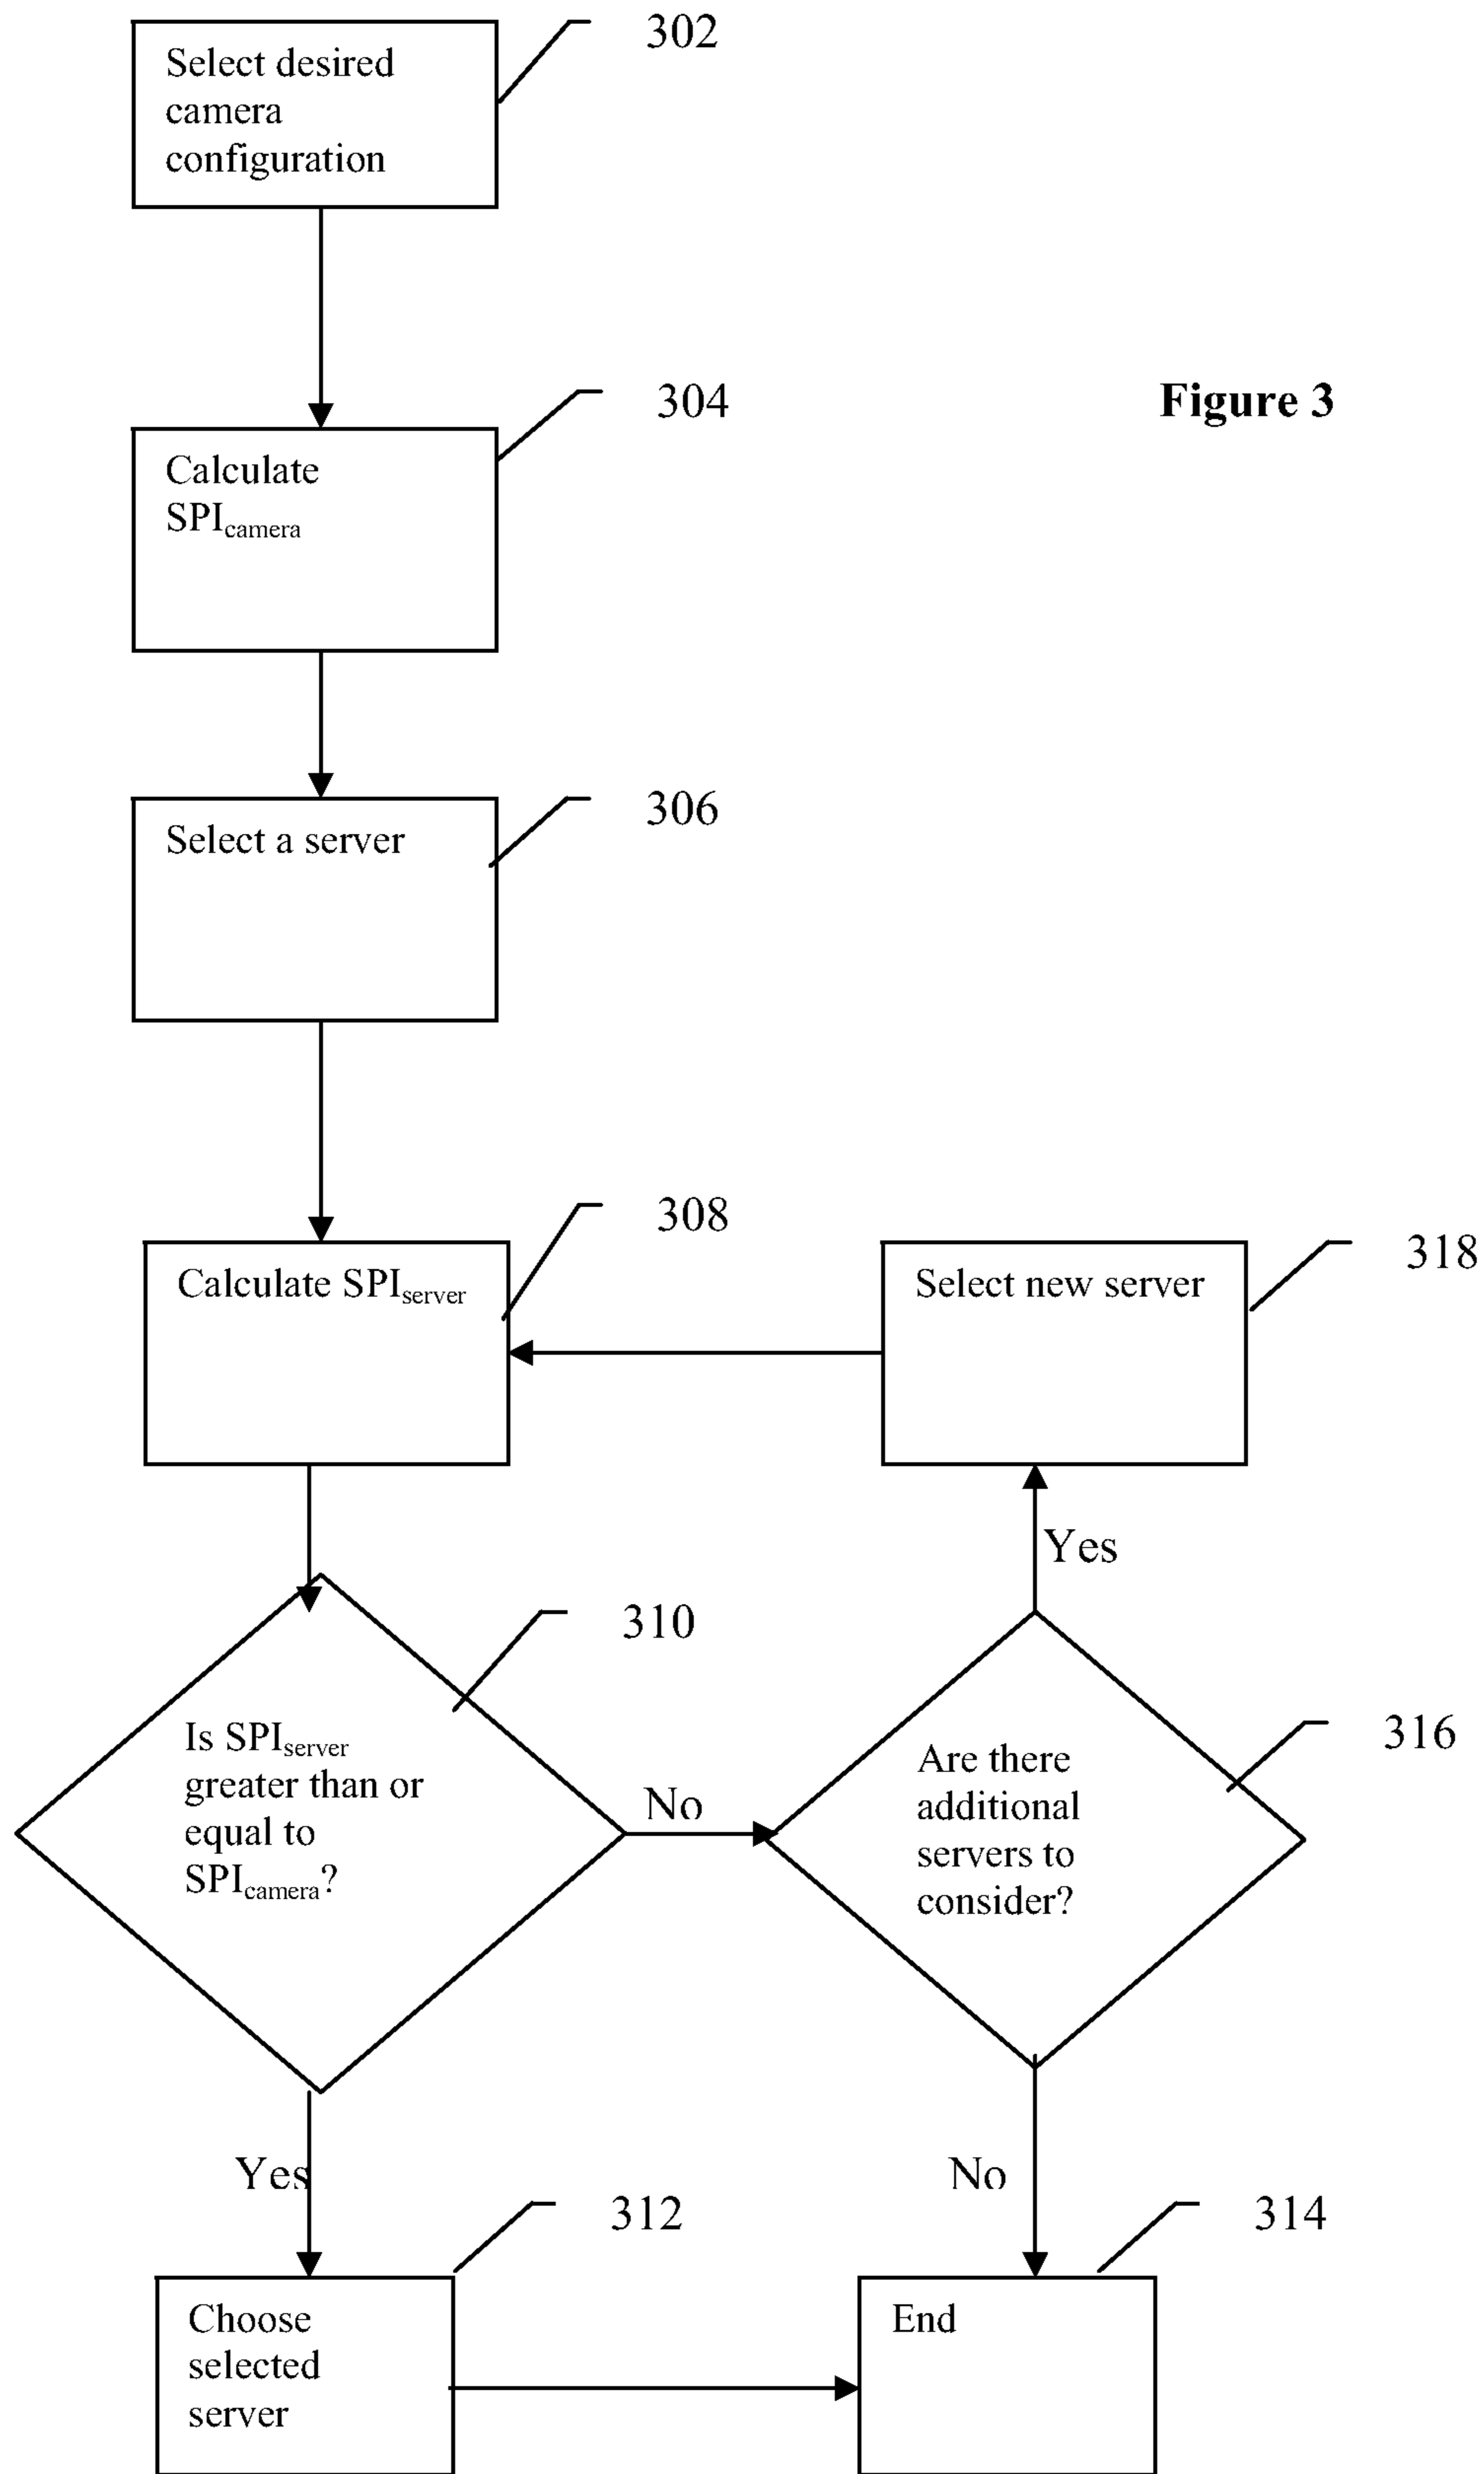 302
Select desired
camera
configuration
304
Figure 3
Calculate
SPIcamera
306
Select a server
308
Calculate SPIserver
318
Select new server
Yes
310
Is SPIserver
greater than or
equal to
SPIcamera?
No
316
Are there
additional
servers to
consider?
Yes
No
312
314
Choose
selected
server
End